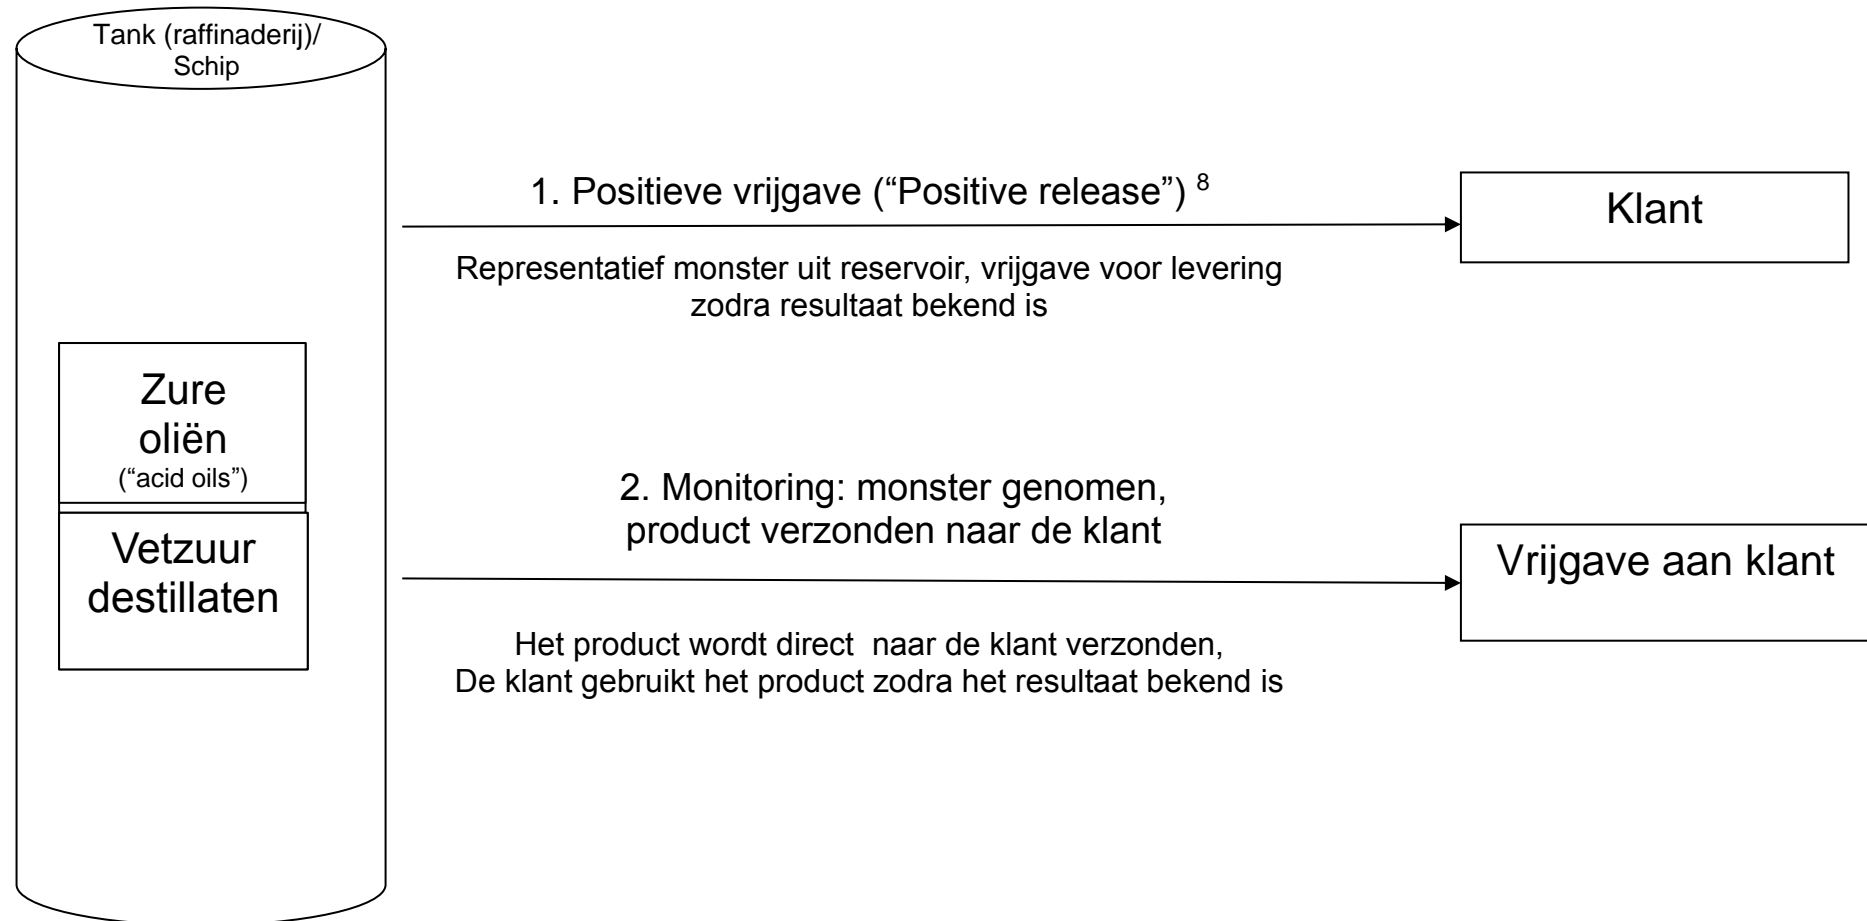 Tank (raffinaderij)/
Schip
1. Positieve vrijgave (“Positive release”) 8
Klant
Representatief monster uit reservoir, vrijgave voor levering
zodra resultaat bekend is
Zure
oliën
(“acid oils”)
Vetzuur
destillaten
2. Monitoring: monster genomen,
product verzonden naar de klant
Vrijgave aan klant
Het product wordt direct  naar de klant verzonden,
De klant gebruikt het product zodra het resultaat bekend is